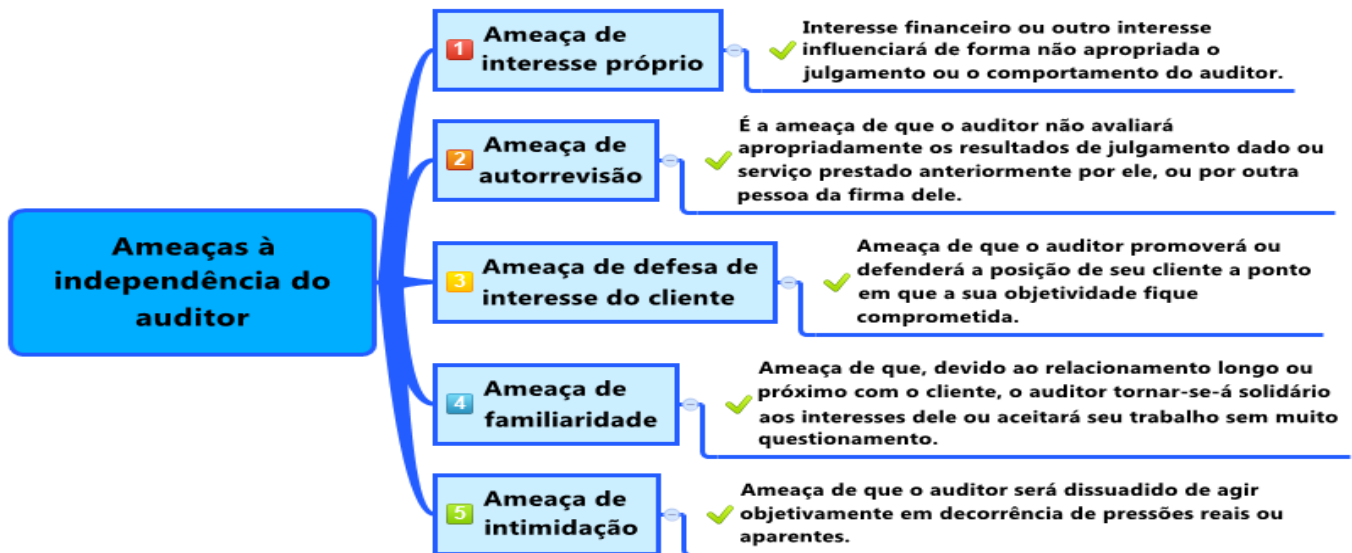 Ameaças à
independência do
auditor
1
Ameaça de
interesse próprio
Interesse financeiro ou outro interesse
influenciará de forma não apropriada o
julgamento ou o comportamento do auditor.
2
Ameaça de
autorrevisão
É a ameaça de que o auditor não avaliará
apropriadamente os resultados de julgamento dado ou
serviço prestado anteriormente por ele, ou por outra
pessoa da firma dele.
3
Ameaça de defesa de
interesse do cliente
Ameaça de que o auditor promoverá ou
defenderá a posição de seu cliente a ponto
em que a sua objetividade fique
comprometida.
4
Ameaça de
familiaridade
Ameaça de que, devido ao relacionamento longo ou
próximo com o cliente, o auditor tornar-se-á solidário
aos interesses dele ou aceitará seu trabalho sem muito
questionamento.
5
Ameaça de
intimidação
Ameaça de que o auditor será dissuadido de agir
objetivamente em decorrência de pressões reais ou
aparentes.